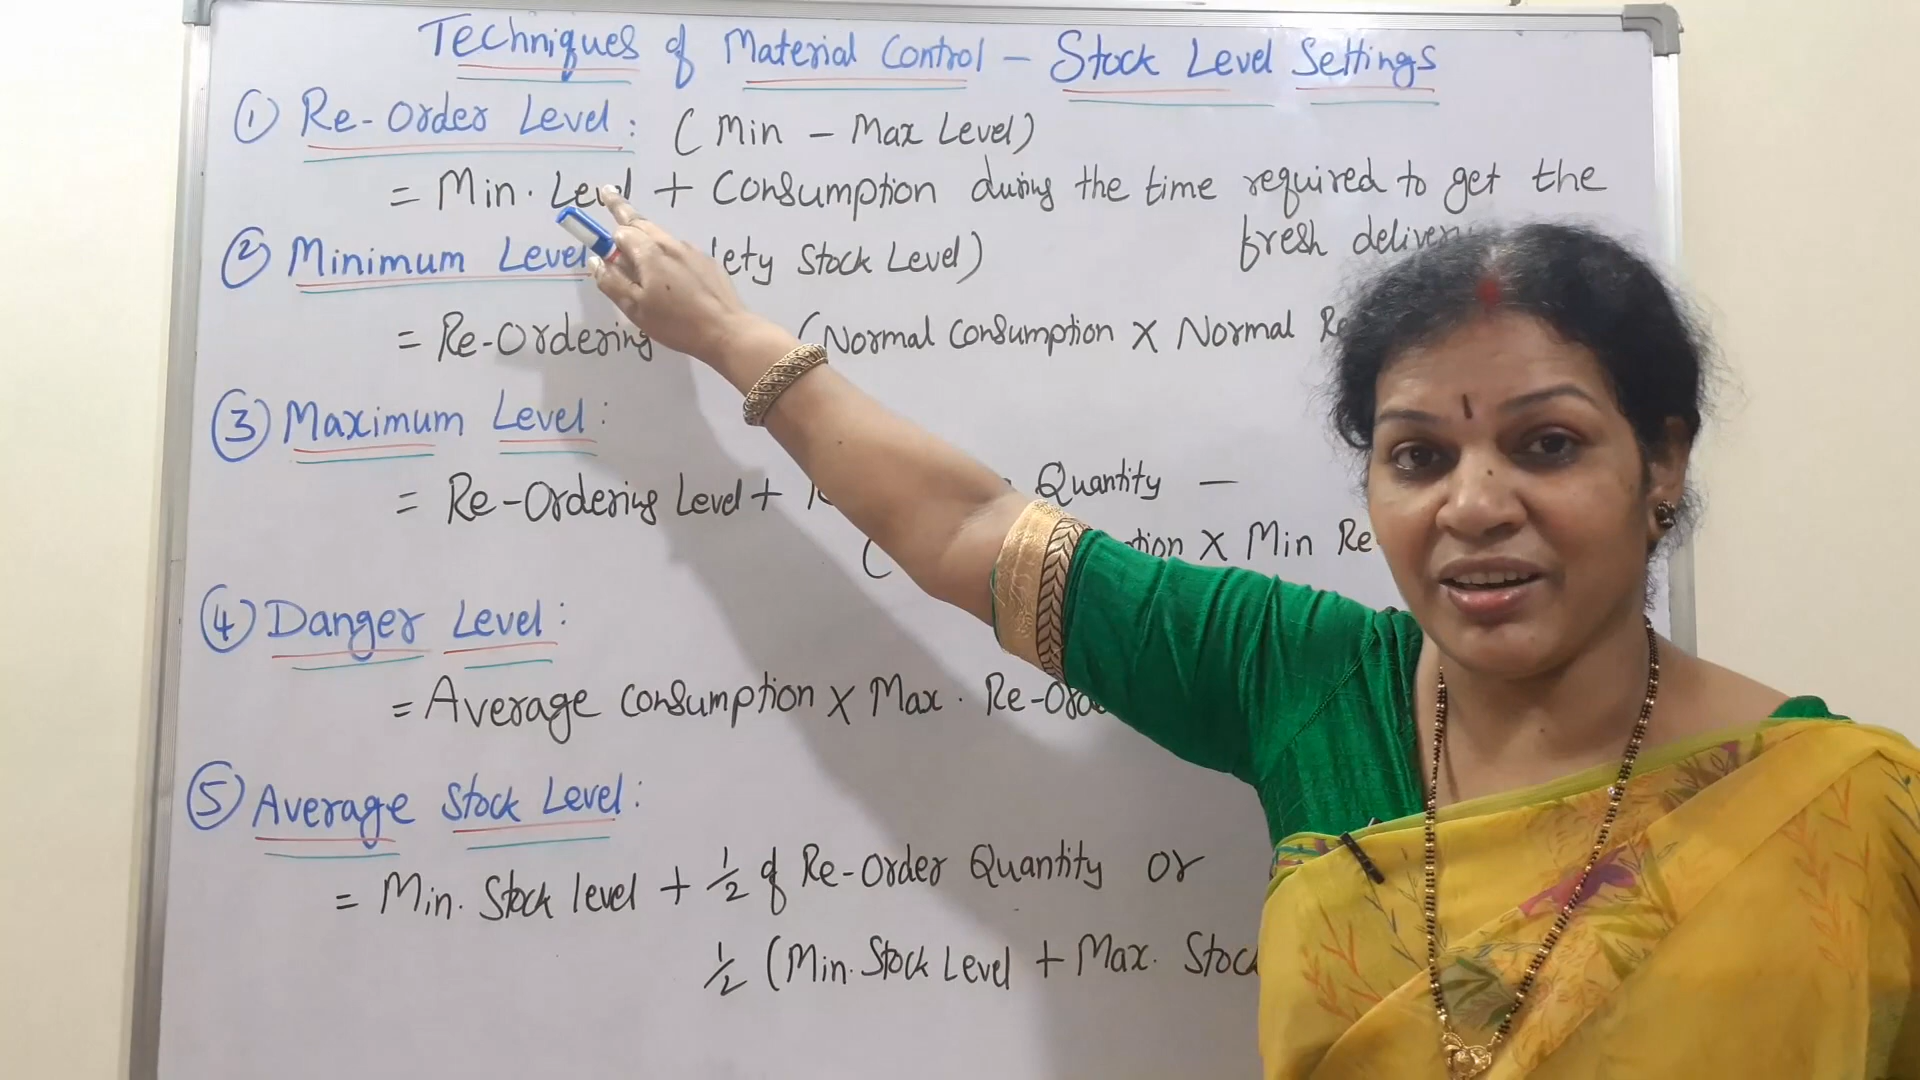 Techniques of Material Control - Stock Level Settings
① Re-Order Level: (Min - Max Level)
= Min. Level + Consumption during the time required to get the
fresh
② Minimum Level Stock Level)
= Re-Ordering (Normal Consumption X Normal
③ Maximum Level:
= Re-Ordering Level + Quantity -
( X Min
④ Danger Level:
= Average Consumption X Max.
⑤ Average Stock Level:
= Min. Stock level + 1/2 of Re-Order Quantity or
1/2 (Min. Stock Level + Max. Stock